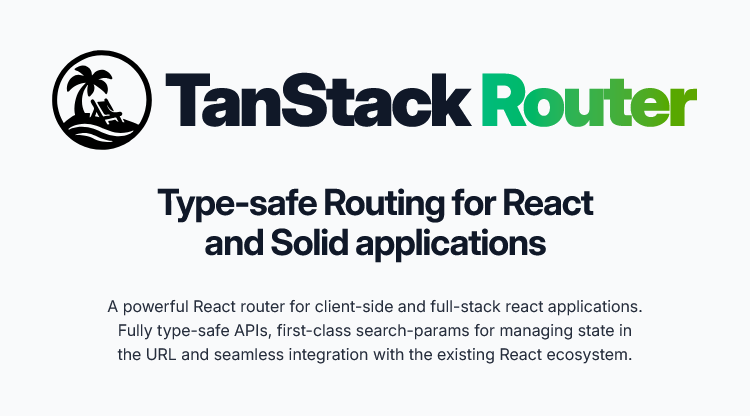 TanStack Router
Type-safe Routing for React
and Solid applications
A powerful React router for client-side and full-stack react applications.
Fully type-safe APIs, first-class search-params for managing state in
the URL and seamless integration with the existing React ecosystem.